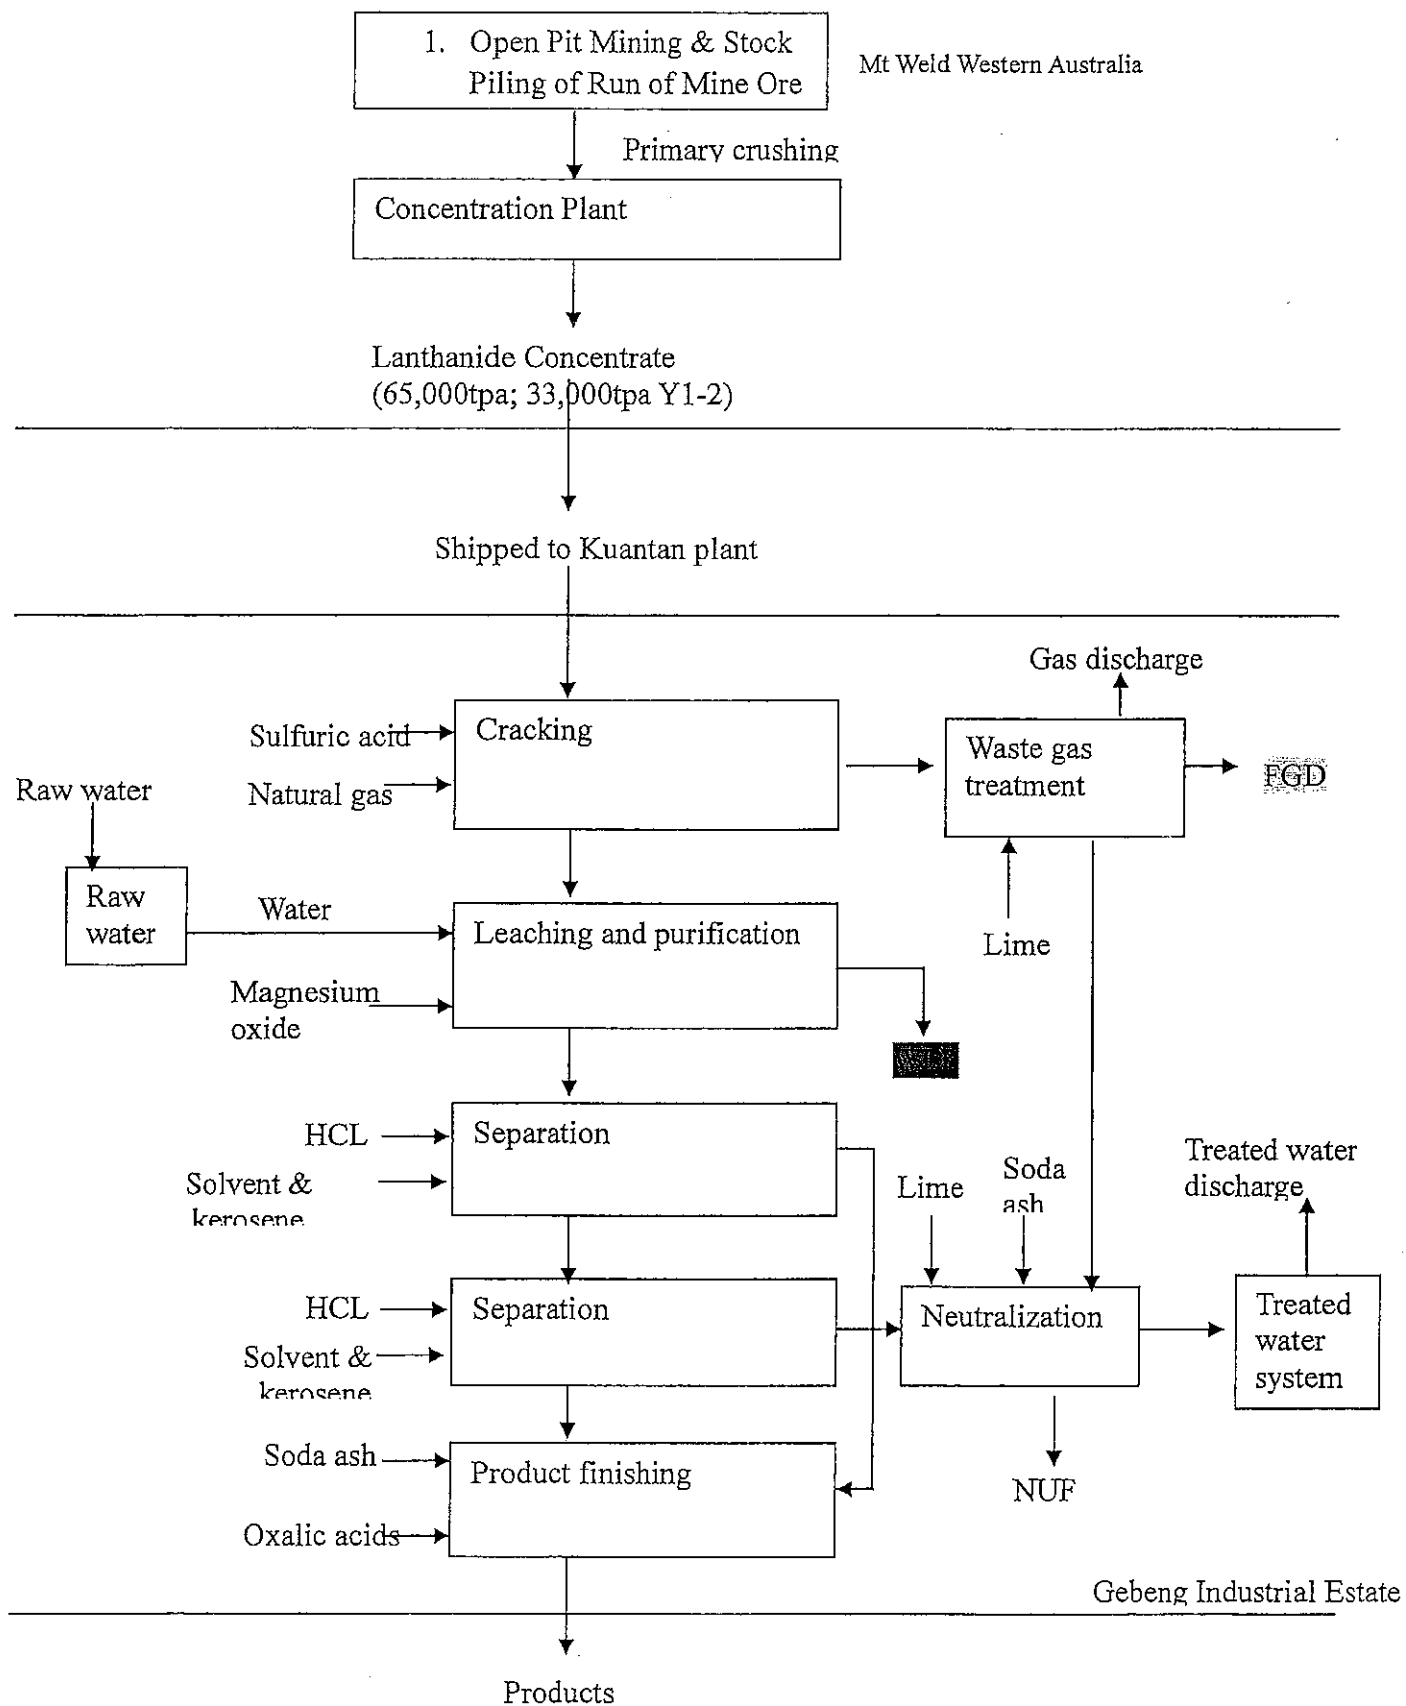 1. Open Pit Mining & Stock
Piling of Run of Mine Ore
Mt Weld Western Australia
Primary crushing
Concentration Plant
Lanthanide Concentrate
(65,000tpa; 33,000tpa Y1-2)
Shipped to Kuantan plant
Gas discharge
Sulfuric acid
Cracking
Waste gas
treatment
FGD
Natural gas
Raw water
Raw
water
Water
Leaching and purification
Lime
Magnesium
oxide
HCL
Separation
Solvent &
kerosene
Lime
Soda
ash
Treated water
discharge
HCL
Separation
Neutralization
Treated
water
system
Solvent &
kerosene
Soda ash
Product finishing
NUF
Oxalic acids
Gebeng Industrial Estate
Products